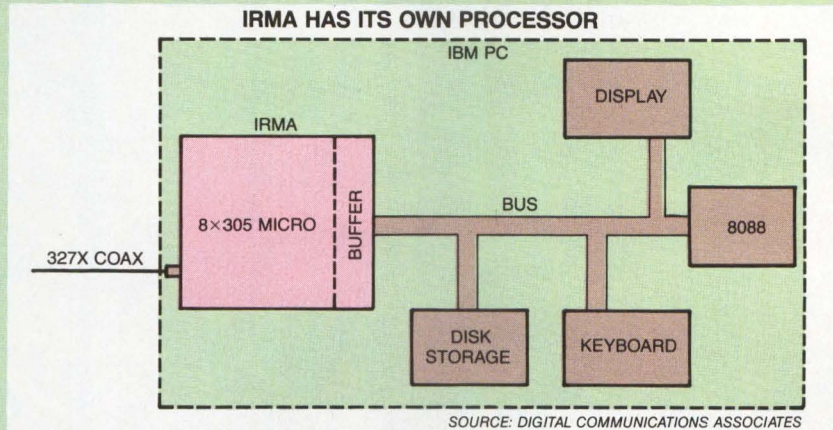 IRMA HAS ITS OWN PROCESSOR
IBM PC
DISPLAY
IRMA
8×305 MICRO
BUFFER
BUS
8088
327X COAX
DISK
STORAGE
KEYBOARD
SOURCE: DIGITAL COMMUNICATIONS ASSOCIATES